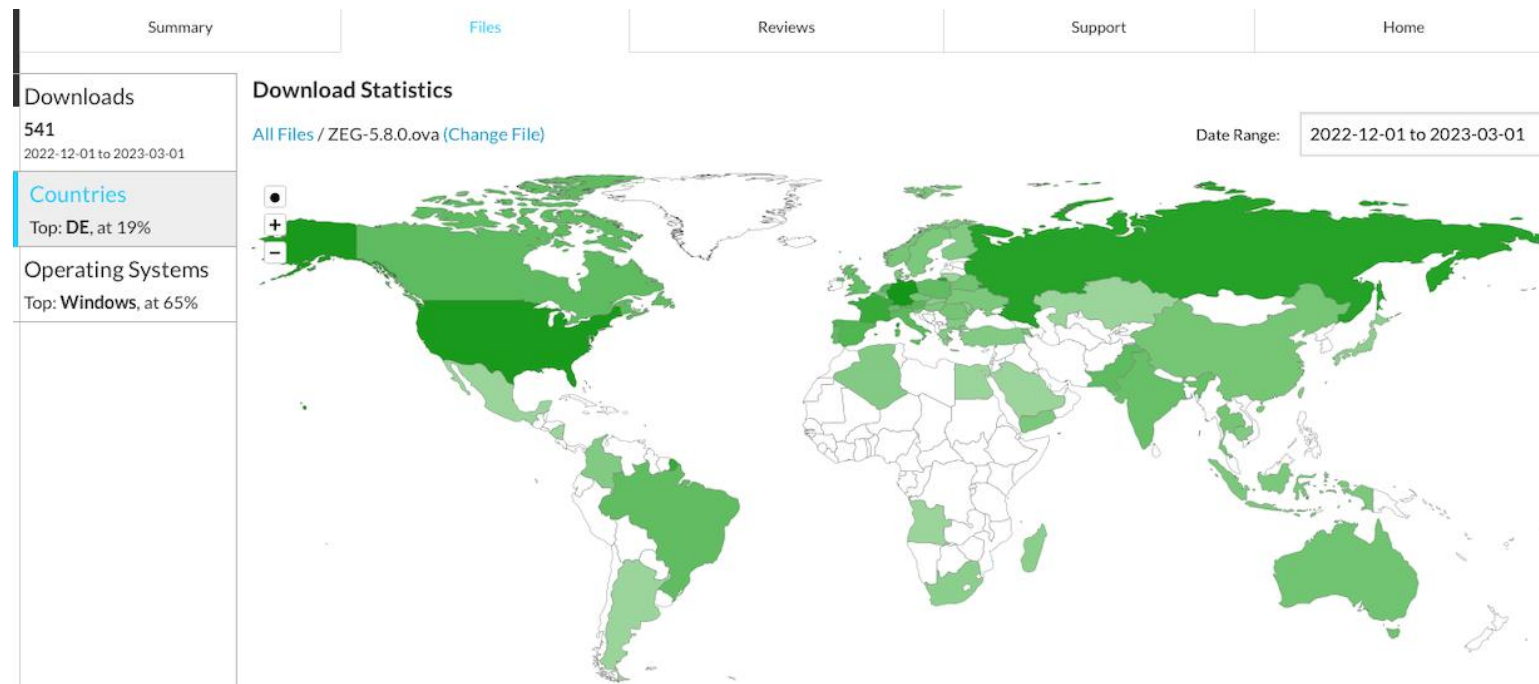 Summary Files Reviews Support Home
Downloads
541
2022-12-01 to 2023-03-01
Countries
Top: DE, at 19%
Operating Systems
Top: Windows, at 65%
Download Statistics
All Files / ZEG-5.8.0.ova (Change File)
Date Range: 2022-12-01 to 2023-03-01
+
−